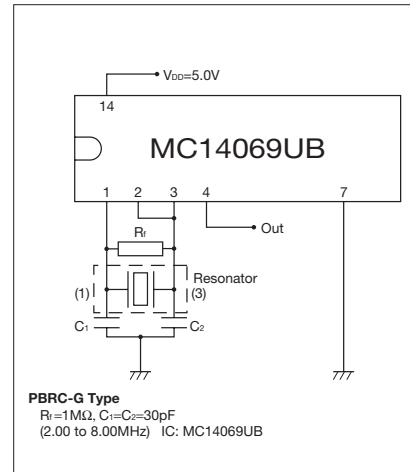 VDD=5.0V
14
MC14069UB
1 2 3 4 7
Out
Rf
Resonator
(1) (3)
C1 C2
PBRC-G Type
Rf=1MΩ, C1=C2=30pF
(2.00 to 8.00MHz) IC: MC14069UB